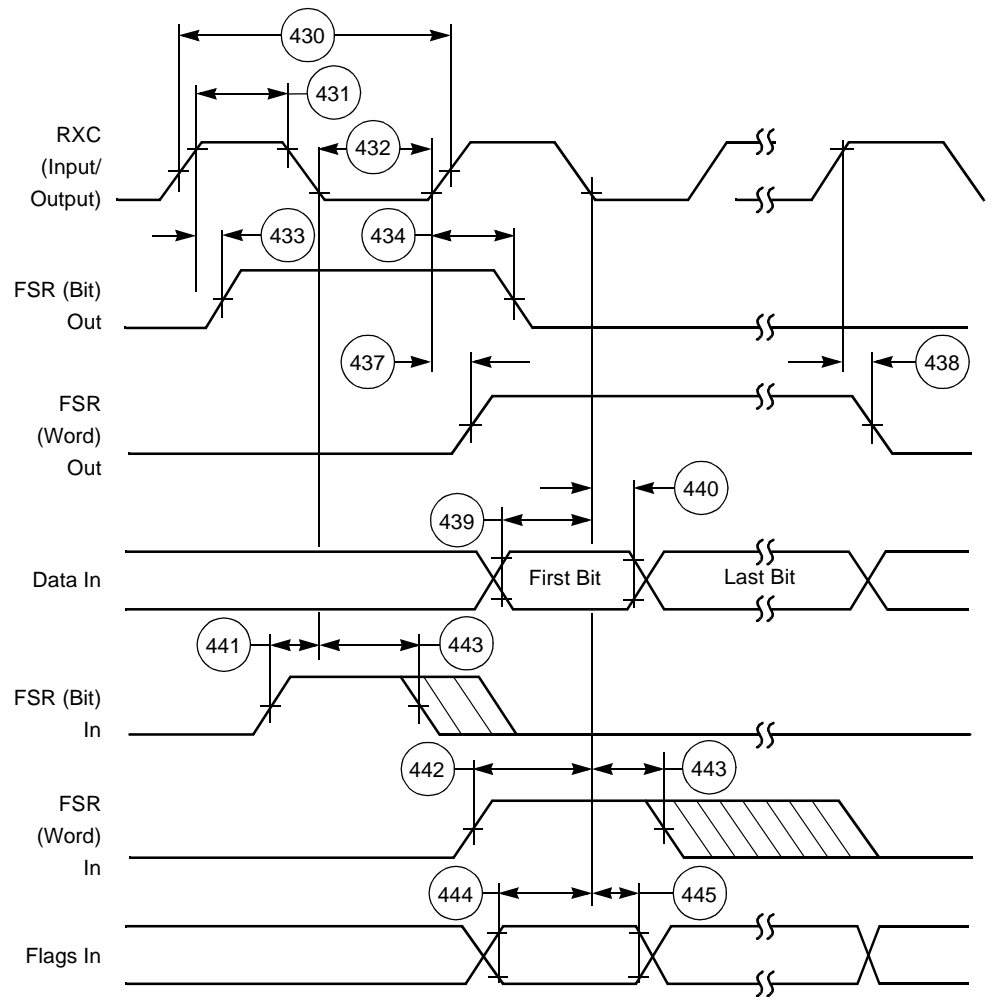 430
431
RXC
(Input/
Output)
432
433
434
FSR (Bit)
Out
437
438
FSR
(Word)
Out
439
440
Data In
First Bit
Last Bit
441
443
FSR (Bit)
In
442
443
FSR
(Word)
In
444
445
Flags In